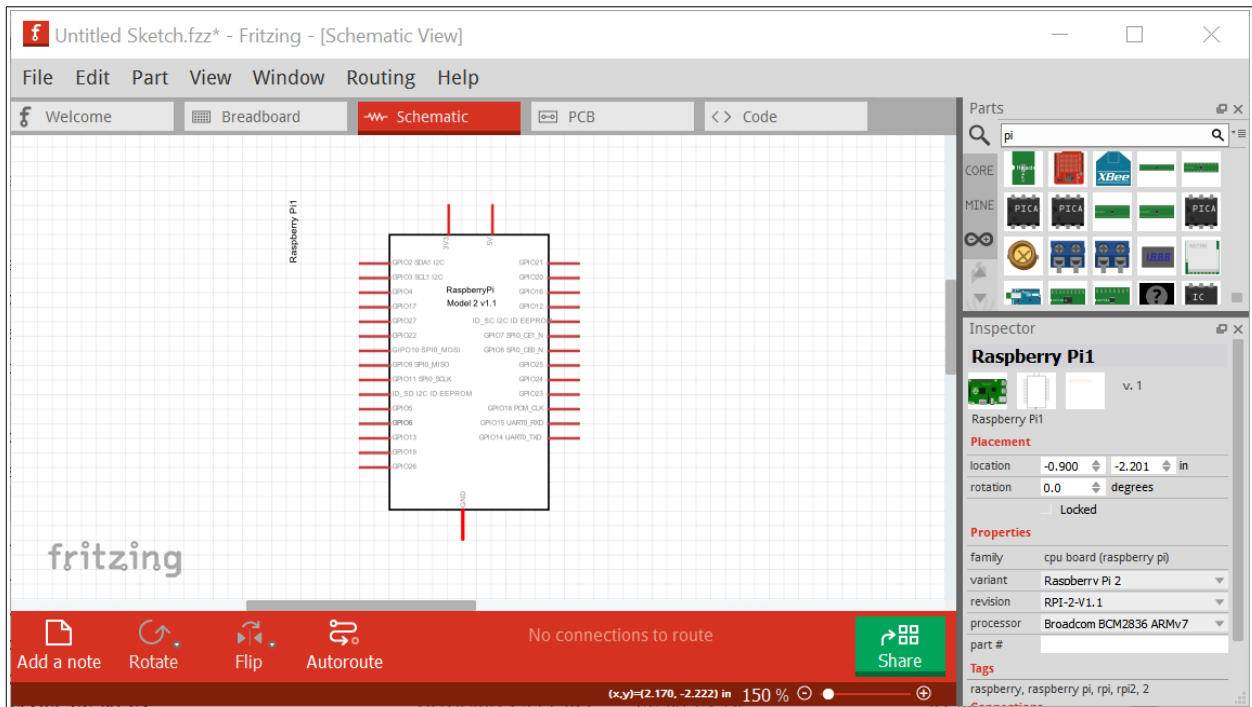 Untitled Sketch.fzz* - Fritzing - [Schematic View]
File Edit Part View Window Routing Help
Welcome Breadboard Schematic PCB Code
Raspberry Pi1
3V3 5V
GPIO2 SDA1 I2C GPIO21
GPIO3 SCL1 I2C GPIO20
GPIO4 RaspberryPi GPIO16
GPIO17 Model 2 v1.1 GPIO12
GPIO27 ID_SC I2C ID EEPROM
GPIO22 GPIO7 SPI0_CE1_N
GIPO10 SPI0_MOSI GPIO8 SPI0_CE0_N
GPIO9 SPI0_MISO GPIO25
GPIO11 SPI0_SCLK GPIO24
ID_SD I2C ID EEPROM GPIO23
GPIO5 GPIO18 PCM_CLK
GPIO6 GPIO15 UART0_RXD
GPIO13 GPIO14 UART0_TXD
GPIO19
GPIO26
GND
fritzing
Add a note Rotate Flip Autoroute
No connections to route
Share
(x,y)=(2.170, -2.222) in 150 %
Parts
pi
CORE
MINE
XBee
PICA PICA PICA
IC
Inspector
Raspberry Pi1
v. 1
Raspberry Pi1
Placement
location -0.900 -2.201 in
rotation 0.0 degrees
Locked
Properties
family cpu board (raspberry pi)
variant Raspberry Pi 2
revision RPI-2-V1.1
processor Broadcom BCM2836 ARMv7
part #
Tags
raspberry, raspberry pi, rpi, rpi2, 2
Connections